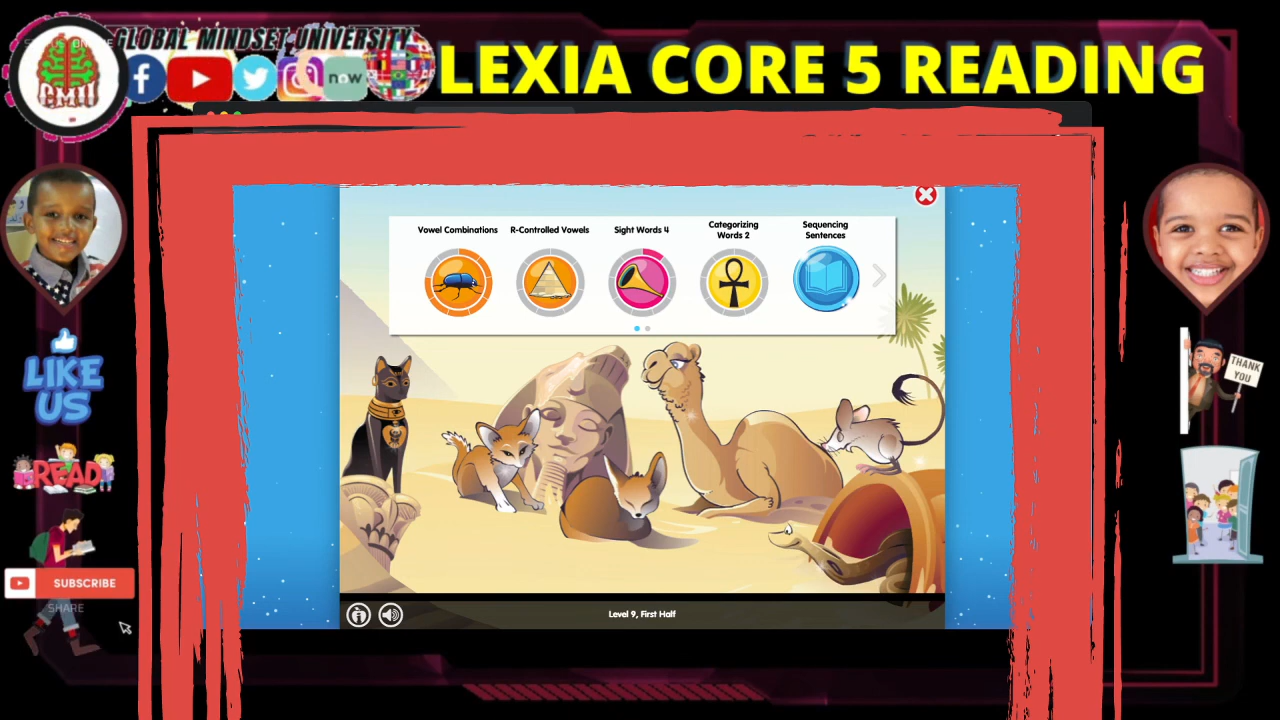 GLOBAL MINDSET UNIVERSITY
GMU
now
LEXIA CORE 5 READING
Vowel Combinations
R-Controlled Vowels
Sight Words 4
Categorizing
Words 2
Sequencing
Sentences
LIKE
US
READ
SUBSCRIBE
SHARE
THANK
YOU
Level 9, First Half